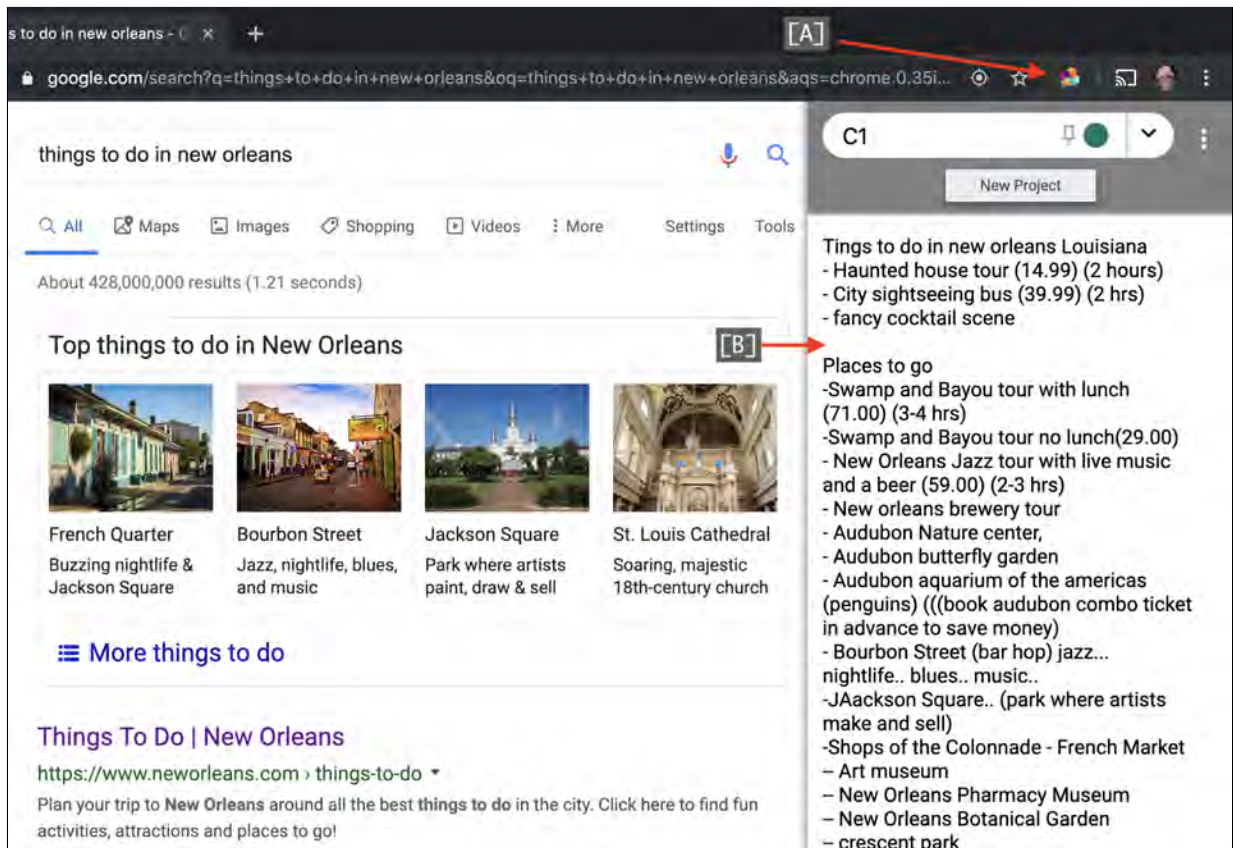 s to do in new orleans - G
[A]
google.com/search?q=things+to+do+in+new+orleans&oq=things+to+do+in+new+orleans&aqs=chrome.0.35i...
C1
things to do in new orleans
New Project
All Maps Images Shopping Videos More Settings Tools
About 428,000,000 results (1.21 seconds)
Top things to do in New Orleans
French Quarter
Buzzing nightlife &
Jackson Square
Bourbon Street
Jazz, nightlife, blues,
and music
Jackson Square
Park where artists
paint, draw & sell
St. Louis Cathedral
Soaring, majestic
18th-century church
More things to do
Things To Do | New Orleans
https://www.neworleans.com › things-to-do
Plan your trip to New Orleans around all the best things to do in the city. Click here to find fun
activities, attractions and places to go!
[B]
Tings to do in new orleans Louisiana
- Haunted house tour (14.99) (2 hours)
- City sightseeing bus (39.99) (2 hrs)
- fancy cocktail scene
Places to go
-Swamp and Bayou tour with lunch
(71.00) (3-4 hrs)
-Swamp and Bayou tour no lunch(29.00)
- New Orleans Jazz tour with live music
and a beer (59.00) (2-3 hrs)
- New orleans brewery tour
- Audubon Nature center,
- Audubon butterfly garden
- Audubon aquarium of the americas
(penguins) (((book audubon combo ticket
in advance to save money)
- Bourbon Street (bar hop) jazz...
nightlife.. blues.. music..
-JAackson Square.. (park where artists
make and sell)
-Shops of the Colonnade - French Market
-- Art museum
-- New Orleans Pharmacy Museum
-- New Orleans Botanical Garden
-- crescent park